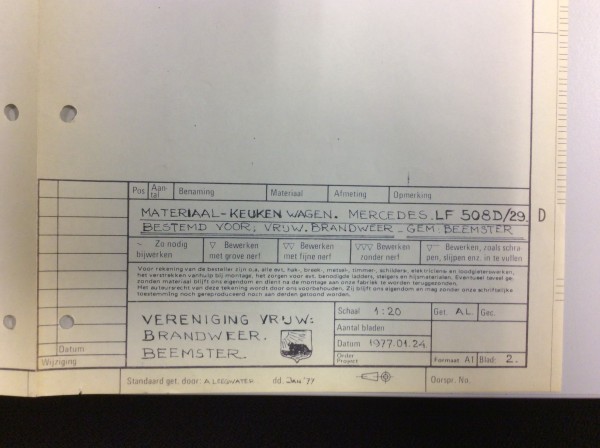 Pos Aan-tal Benaming Materiaal Afmeting Opmerking
MATERIAAL-KEUKEN WAGEN. MERCEDES. LF 508D/29. D
BESTEMD VOOR; VRIJW. BRANDWEER - GEM: BEEMSTER
~ Zo nodig bijwerken
▽ Bewerken met grove nerf
▽▽ Bewerken met fijne nerf
▽▽▽ Bewerken zonder nerf
Bewerken, zoals schrapen, slijpen enz. in te vullen
Voor rekening van de besteller zijn o.a. alle evt. hak-, breek-, metsel-, timmer-, schilders, elektriciens en loodgieterswerken,
het verstrekken van hulp bij montage, het zorgen voor evt. benodigde ladders, steigers en hijsmaterialen. Eventueel teveel ge-
zonden materiaal blijft ons eigendom en dient na de montage aan onze fabriek te worden teruggezonden.
Het auteursrecht van deze tekening wordt door ons voorbehouden. Zij blijft ons eigendom en mag zonder onze schriftelijke
toestemming noch gereproduceerd noch aan derden getoond worden.
VERENIGING VRIJW:
BRANDWEER.
BEEMSTER.
Schaal 1:20 Get. AL. Gec.
Aantal bladen
Datum 1977.01.24.
Order
Project
Formaat A1 Blad: 2.
Datum
Wijziging
Standaard get. door: A LEEGWATER dd. JAN '77 Oorspr. No.